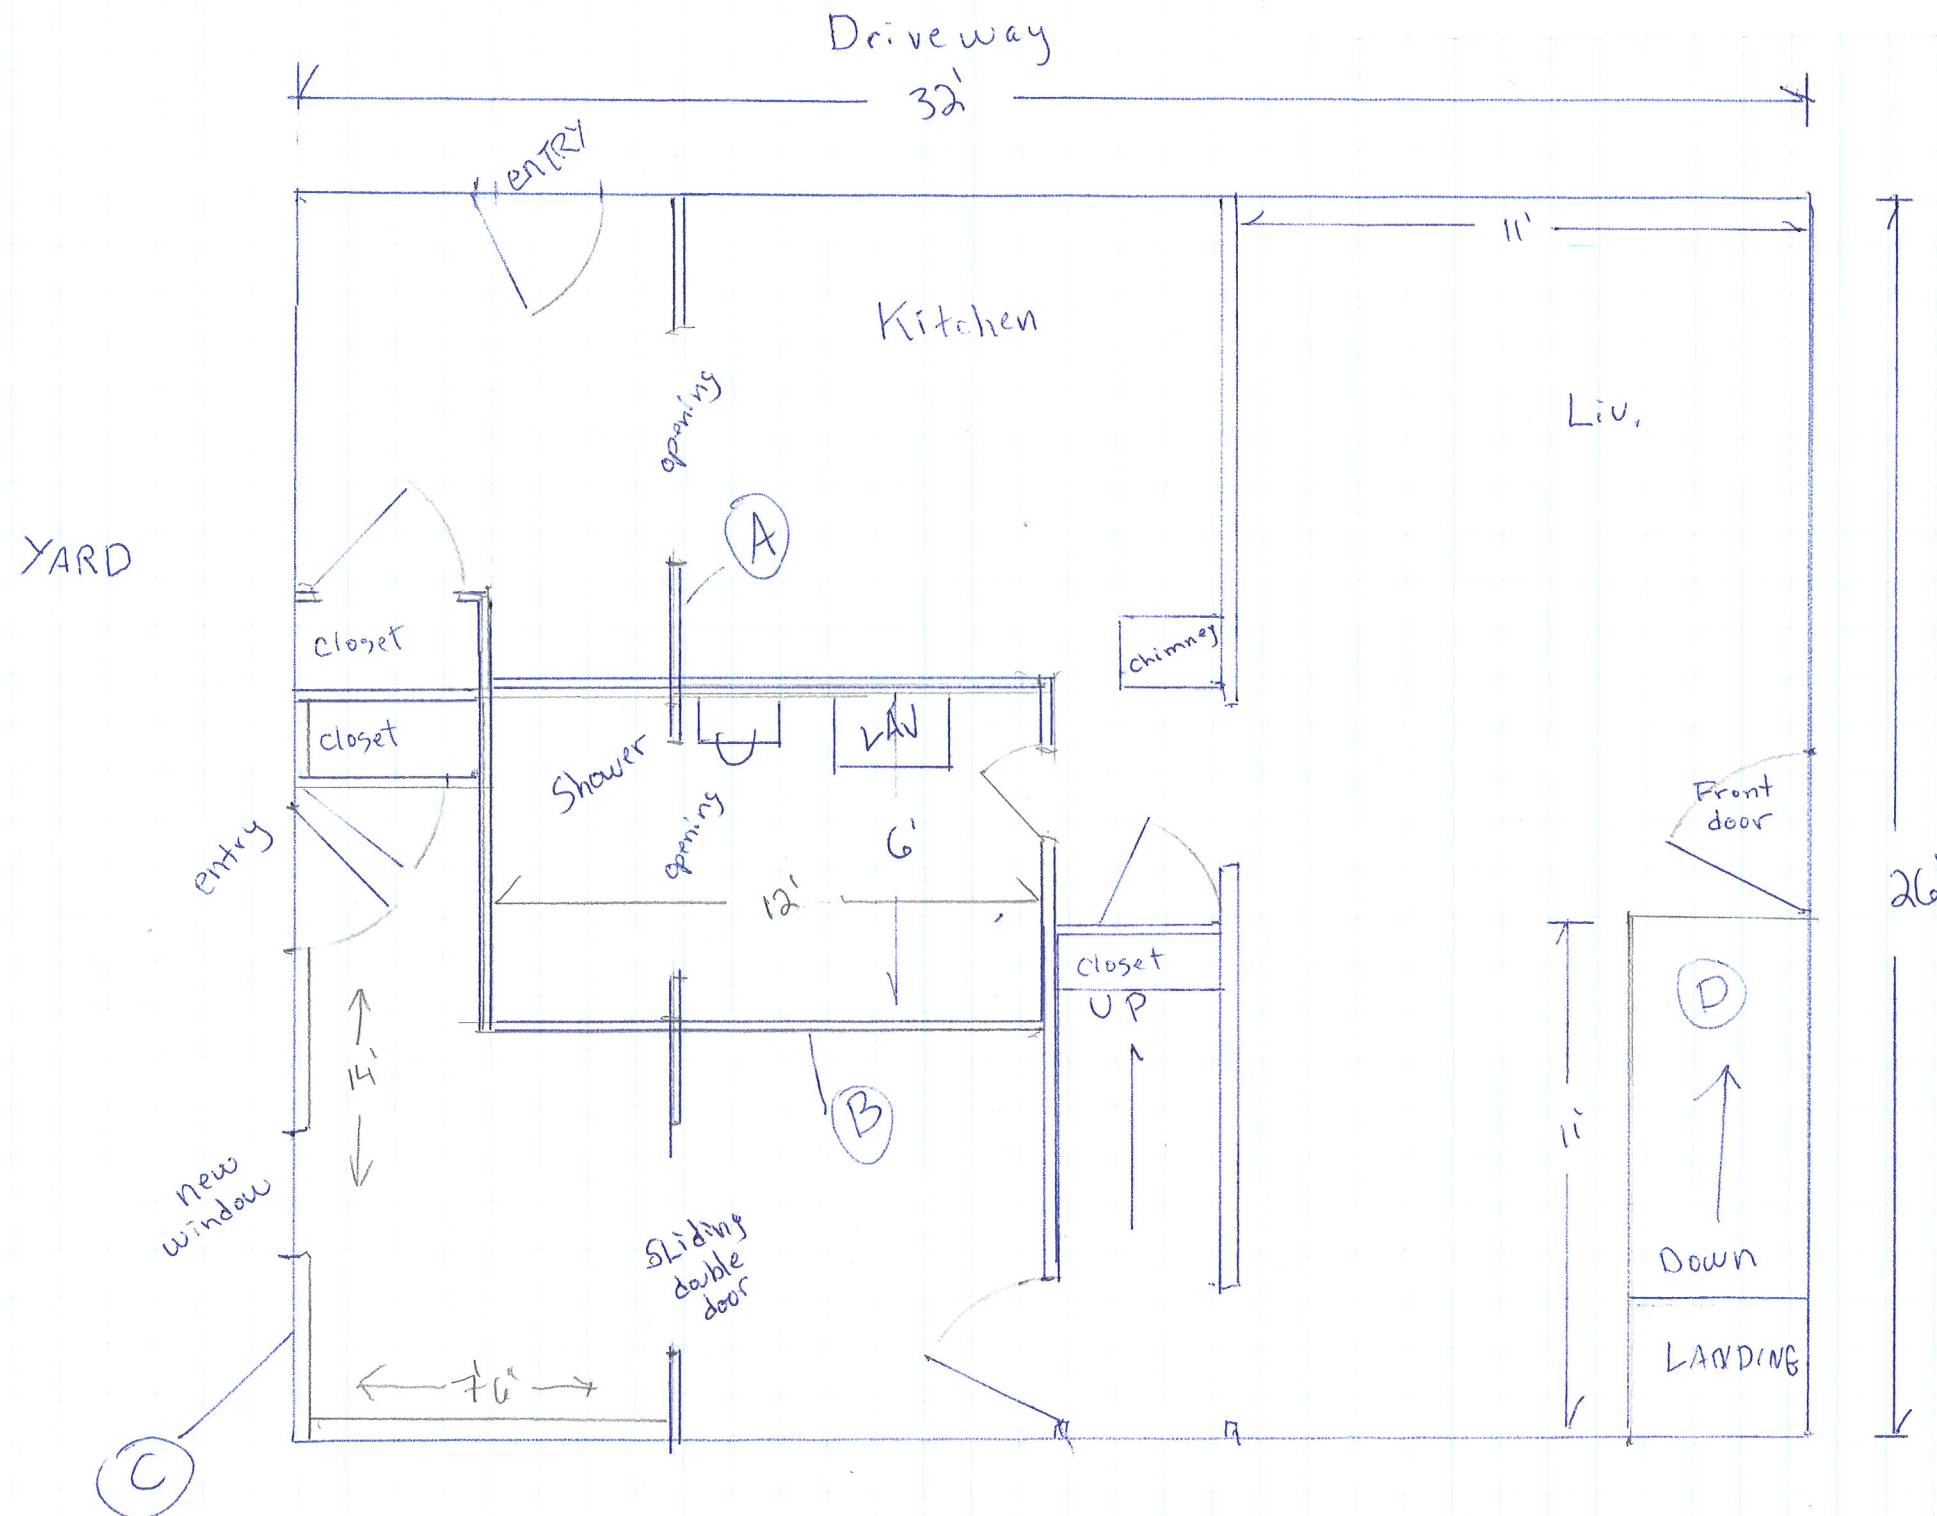 Driveway
32'
ENTRY
11'
Kitchen
opening
Liv.
A
YARD
closet
chimney
closet
LAV
Shower
Front
door
opening
6'
entry
12'
26'
closet
UP
D
14'
B
11'
new
window
SLiding
double
door
Down
LANDING
7'6"
C